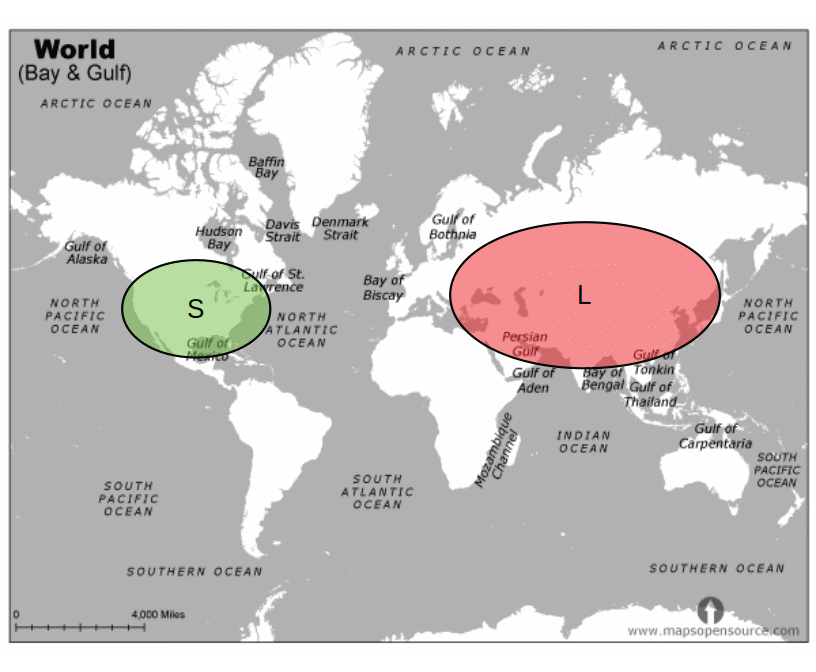 World
(Bay & Gulf)
ARCTIC OCEAN
ARCTIC OCEAN
ARCTIC OCEAN
Baffin
Bay
Davis
Strait
Denmark
Strait
Hudson
Bay
Gulf of
Bothnia
Gulf of
Alaska
Gulf of St.
Lawrence
Bay of
Biscay
NORTH
PACIFIC
OCEAN
S
L
NORTH
ATLANTIC
OCEAN
NORTH
PACIFIC
OCEAN
Gulf of
Mexico
Persian
Gulf
Gulf of
Aden
Bay of
Bengal
Gulf of
Tonkin
Gulf of
Thailand
Mozambique
Channel
INDIAN
OCEAN
Gulf of
Carpentaria
SOUTH
PACIFIC
OCEAN
SOUTH
PACIFIC
OCEAN
SOUTH
ATLANTIC
OCEAN
SOUTHERN OCEAN
SOUTHERN OCEAN
0
4,000 Miles
www.mapsopensource.com